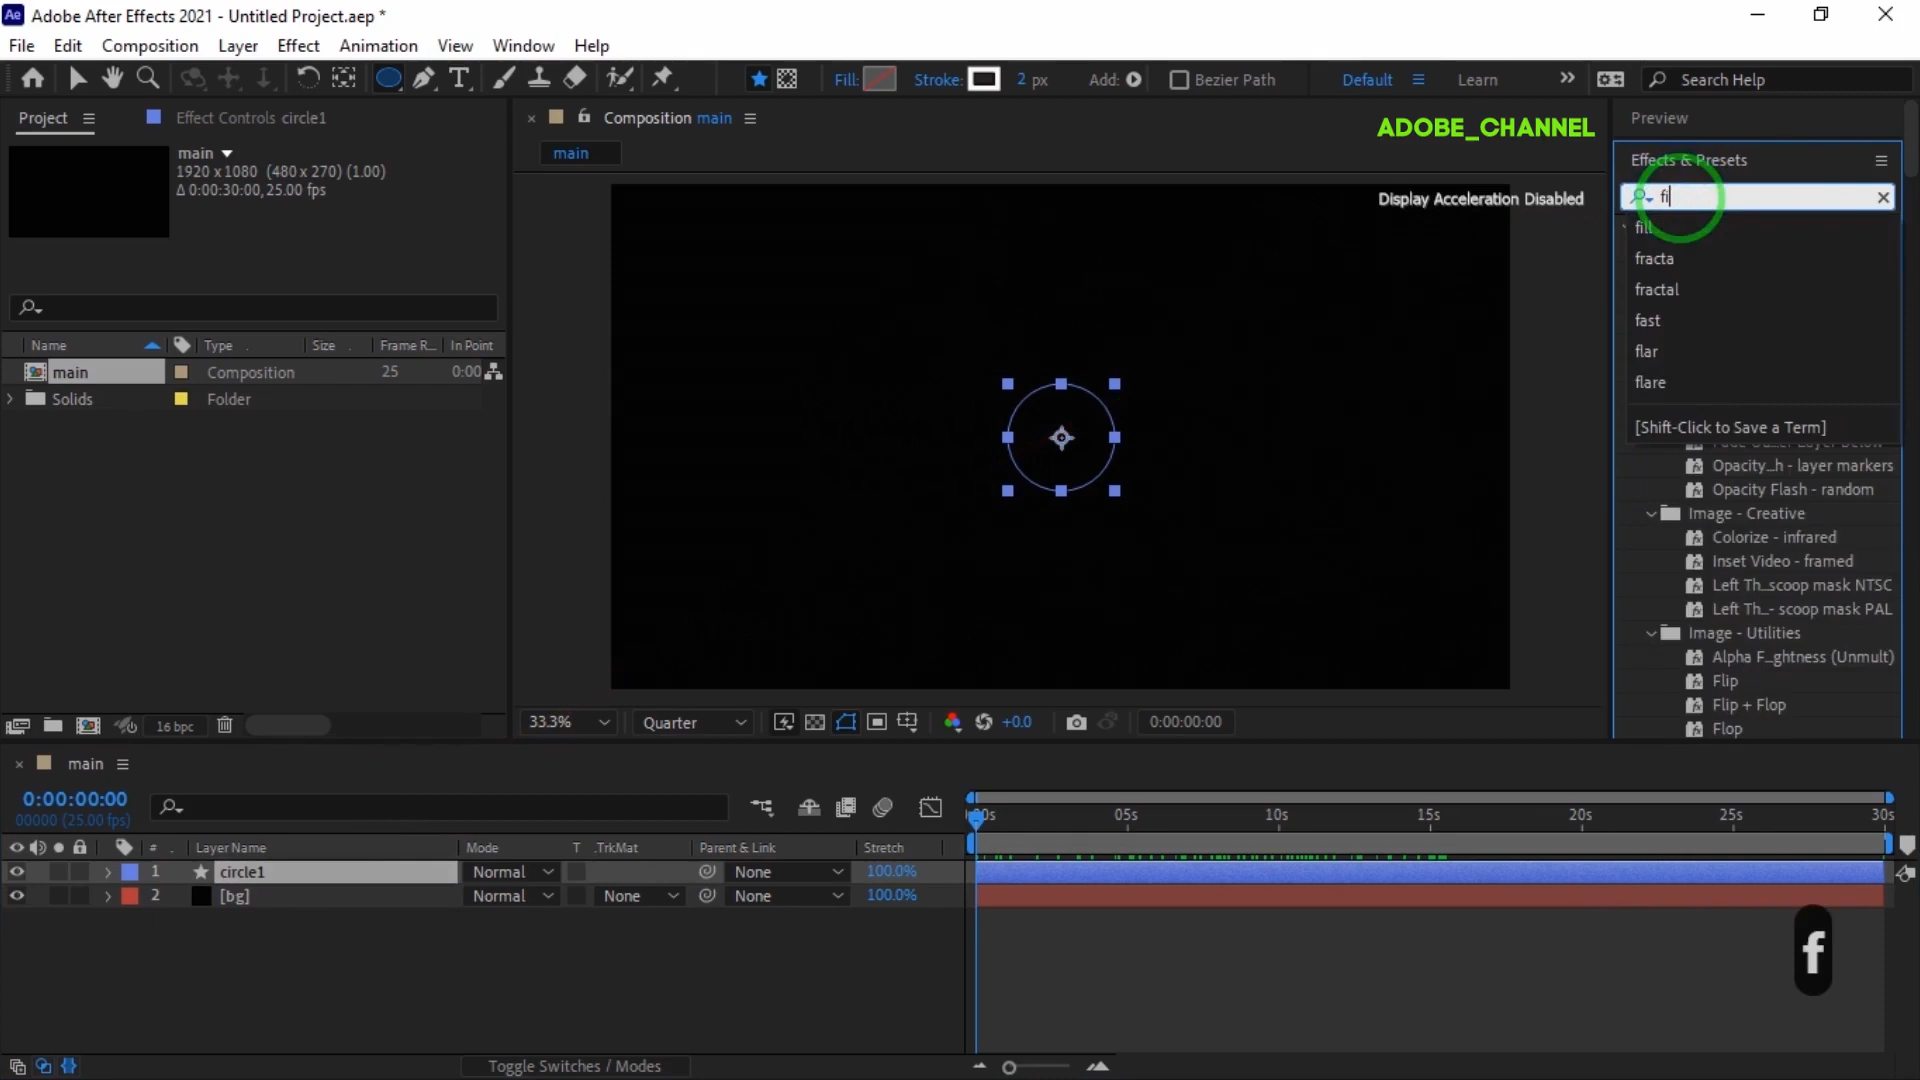 Ae Adobe After Effects 2021 - Untitled Project.aep *
File Edit Composition Layer Effect Animation View Window Help
Fill: Stroke: 2 px Add: Bezier Path Default Learn Search Help
Project Effect Controls circle1
main
1920 x 1080 (480 x 270) (1.00)
Δ 0:00:30:00, 25.00 fps
Name Type Size Frame R... In Point
main Composition 25 0:00
Solids Folder
16 bpc
Composition main
main
ADOBE_CHANNEL
Display Acceleration Disabled
33.3% Quarter +0.0 0:00:00:00
Preview
Effects & Presets
fi
fill
fracta
fractal
fast
flar
flare
[Shift-Click to Save a Term]
Opacity...h - layer markers
Opacity Flash - random
Image - Creative
Colorize - infrared
Inset Video - framed
Left Th...scoop mask NTSC
Left Th...- scoop mask PAL
Image - Utilities
Alpha F...ghtness (Unmult)
Flip
Flip + Flop
Flop
main
0:00:00:00
00000 (25.00 fps)
:00s 05s 10s 15s 20s 25s 30s
# Layer Name Mode T .TrkMat Parent & Link Stretch
1 circle1 Normal None 100.0%
2 [bg] Normal None None 100.0%
f
Toggle Switches / Modes